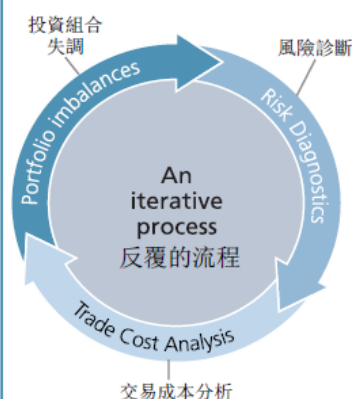 投資組合
失調
風險診斷
Portfolio imbalances
Risk Diagnostics
An
iterative
process
反覆的流程
Trade Cost Analysis
交易成本分析